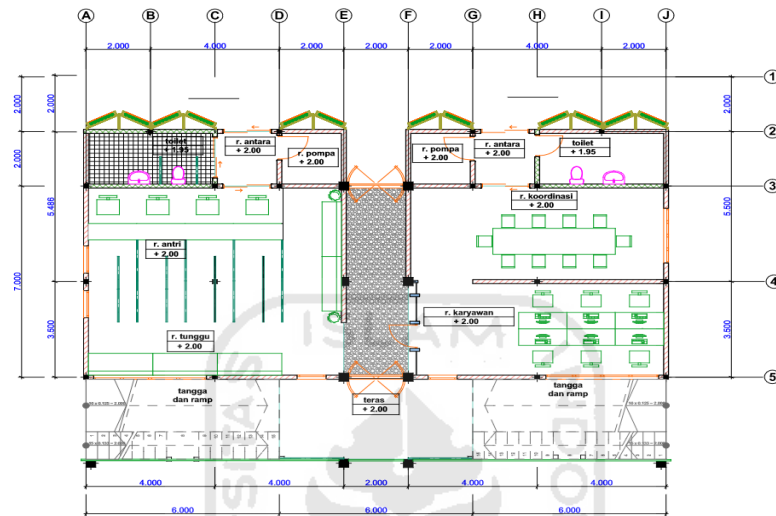 A B C D E F G H I J
2.000 4.000 2.000 2.000 2.000 4.000 2.000
1
2.000 2.000 2.000
2
toilet
+ 1.95
r. antara
+ 2.00
r. pompa
+ 2.00
r. pompa
+ 2.00
r. antara
+ 2.00
toilet
+ 1.95
2.000
3
r. koordinasi
+ 2.00
5.486
5.500
r. antri
+ 2.00
7.000
4
r. karyawan
+ 2.00
r. tunggu
+ 2.00
3.500
3.500
5
tangga
dan ramp
teras
+ 2.00
tangga
dan ramp
ISLAM
4.000 4.000 2.000 4.000 4.000
6.000 6.000 6.000